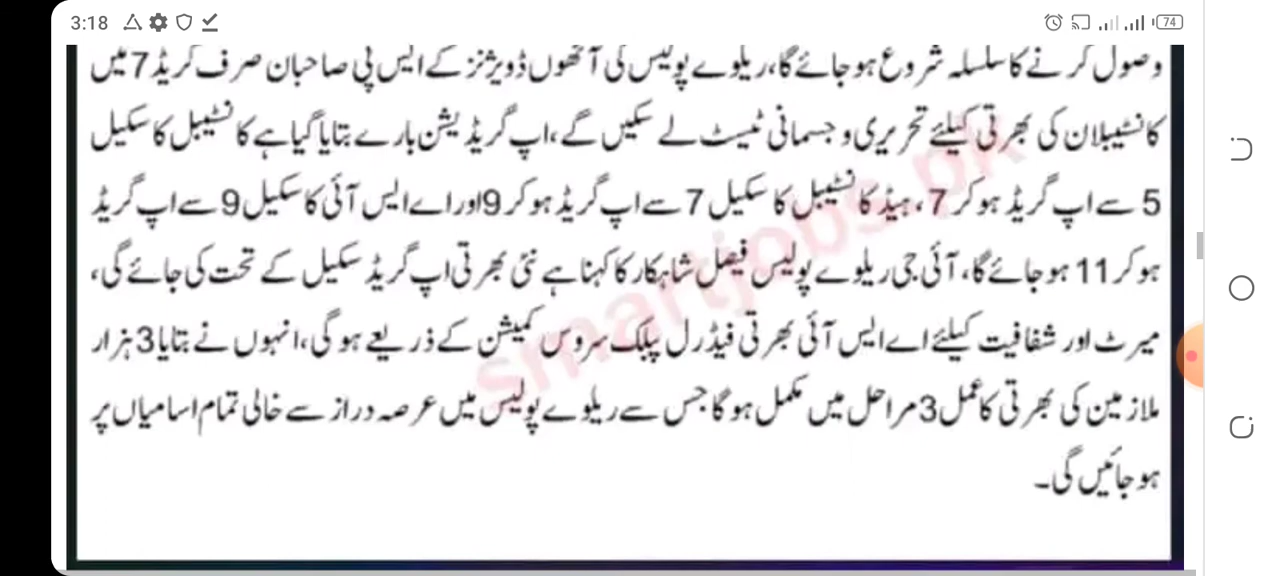 3:18
74
وصول کرنے کا سلسلہ شروع ہو جائے گا، ریلوے پولیس کی آٹھوں ڈویژنز کے ایس پی صاحبان صرف گریڈ 7 میں
کانسٹیبلان کی بھرتی کیلئے تحریری و جسمانی ٹیسٹ لے سکیں گے، اپ گریڈیشن بارے بتایا گیا ہے کانسٹیبل کا سکیل
5 سے اپ گریڈ ہو کر 7، ہیڈ کانسٹیبل کا سکیل 7 سے اپ گریڈ ہو کر 9 اور اے ایس آئی کا سکیل 9 سے اپ گریڈ
ہو کر 11 ہو جائے گا، آئی جی ریلوے پولیس فیصل شاہکار کا کہنا ہے نئی بھرتی اپ گریڈ سکیل کے تحت کی جائے گی،
میرٹ اور شفافیت کیلئے اے ایس آئی بھرتی فیڈرل پبلک سروس کمیشن کے ذریعے ہو گی، انہوں نے بتایا 3 ہزار
ملازمین کی بھرتی کا عمل 3 مراحل میں مکمل ہو گا جس سے ریلوے پولیس میں عرصہ دراز سے خالی تمام اسامیاں پر
ہو جائیں گی۔
smartjobs.pk